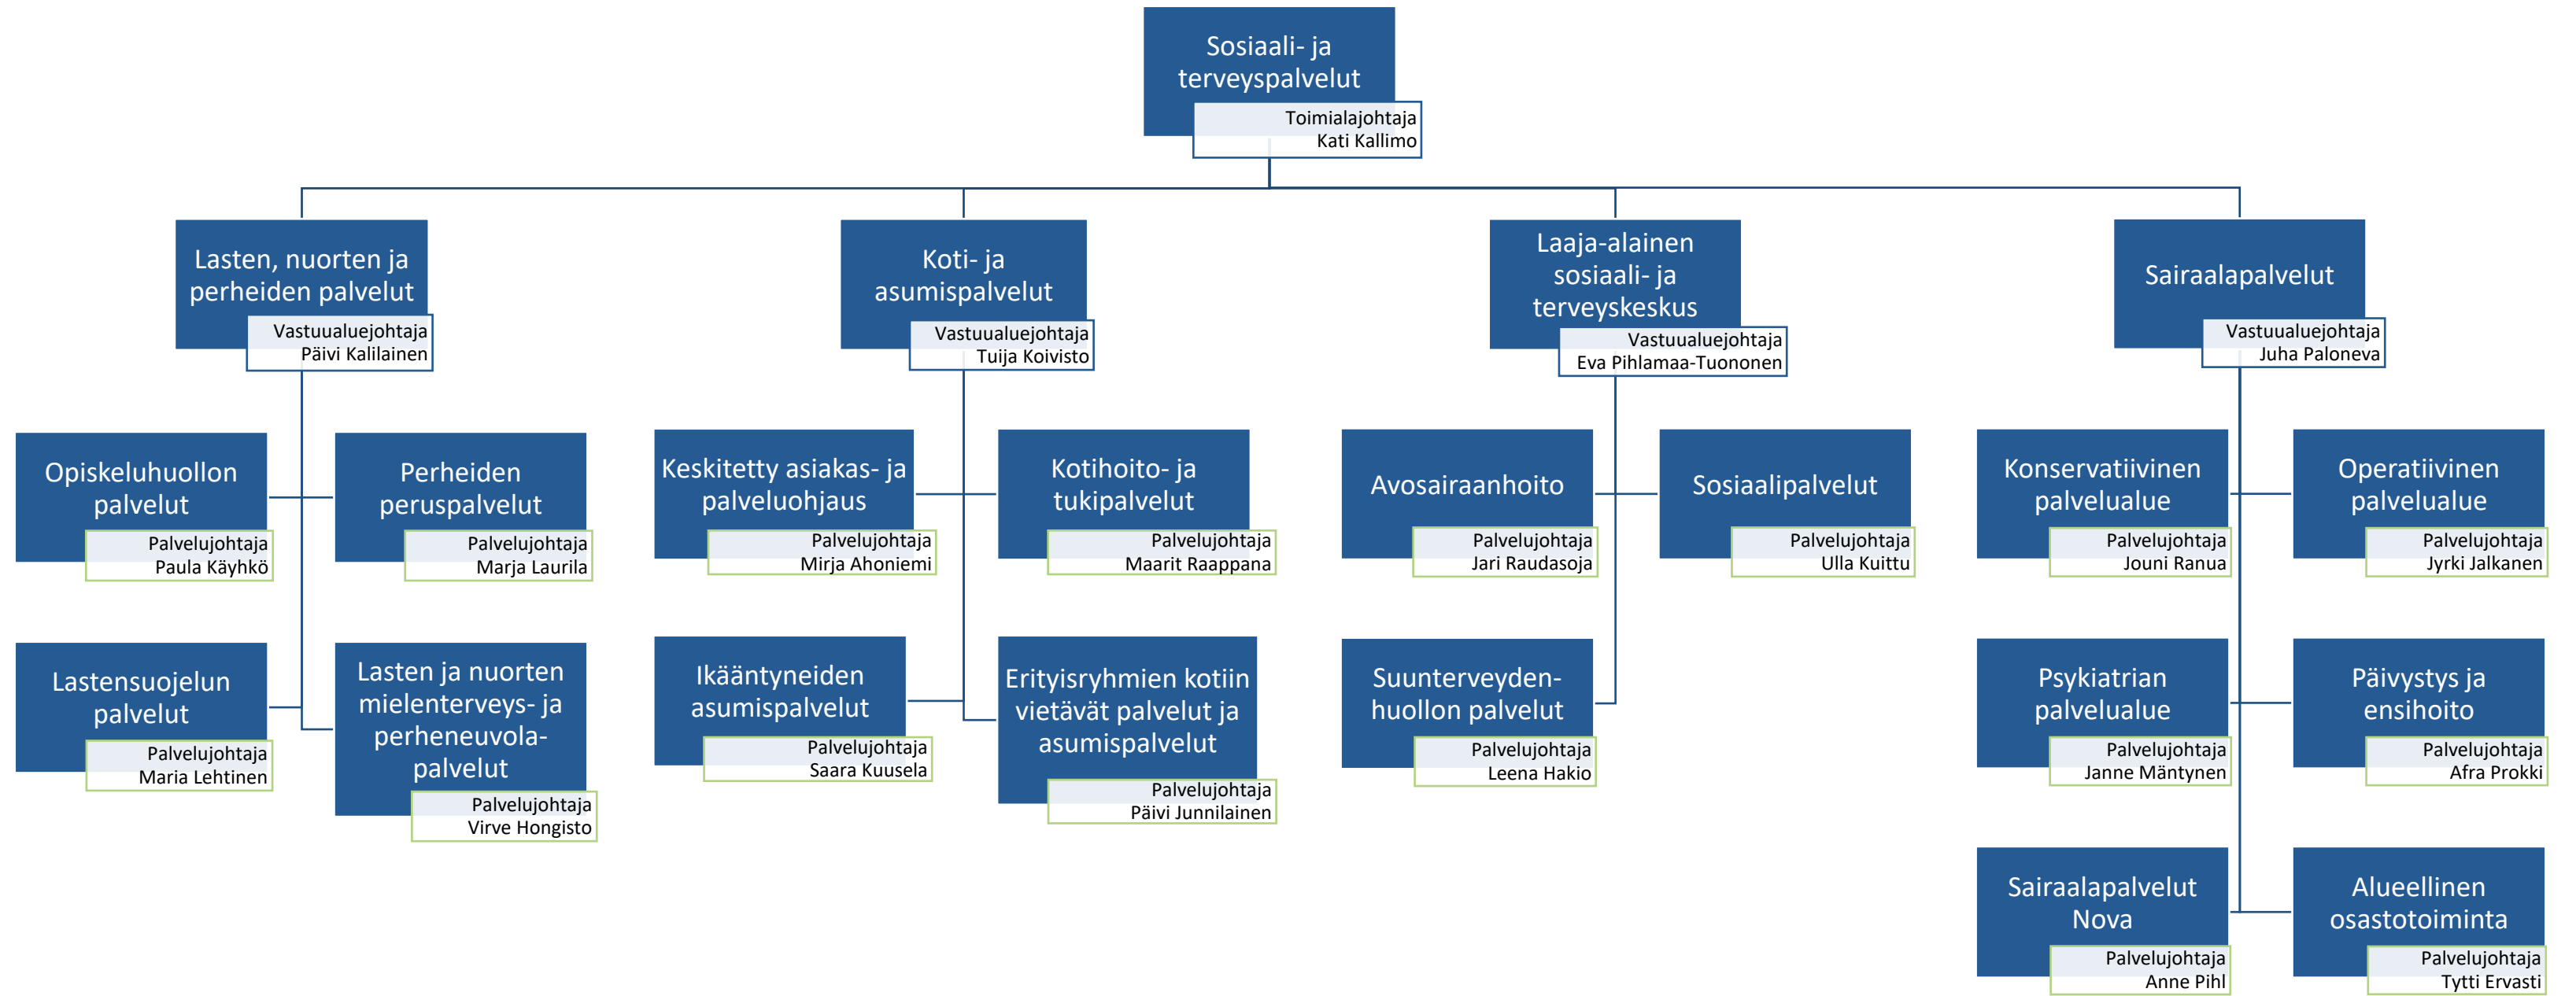 Sosiaali- ja
terveyspalvelut
Toimialajohtaja
Kati Kallimo
Lasten, nuorten ja
perheiden palvelut
Vastuualuejohtaja
Päivi Kalilainen
Koti- ja
asumispalvelut
Vastuualuejohtaja
Tuija Koivisto
Laaja-alainen
sosiaali- ja
terveyskeskus
Vastuualuejohtaja
Eva Pihlamaa-Tuononen
Sairaalapalvelut
Vastuualuejohtaja
Juha Paloneva
Opiskeluhuollon
palvelut
Palvelujohtaja
Paula Käyhkö
Perheiden
peruspalvelut
Palvelujohtaja
Marja Laurila
Keskitetty asiakas- ja
palveluohjaus
Palvelujohtaja
Mirja Ahoniemi
Kotihoito- ja
tukipalvelut
Palvelujohtaja
Maarit Raappana
Avosairaanhoito
Palvelujohtaja
Jari Raudasoja
Sosiaalipalvelut
Palvelujohtaja
Ulla Kuittu
Konservatiivinen
palvelualue
Palvelujohtaja
Jouni Ranua
Operatiivinen
palvelualue
Palvelujohtaja
Jyrki Jalkanen
Lastensuojelun
palvelut
Palvelujohtaja
Maria Lehtinen
Lasten ja nuorten
mielenterveys- ja
perheneuvola-
palvelut
Palvelujohtaja
Virve Hongisto
Ikääntyneiden
asumispalvelut
Palvelujohtaja
Saara Kuusela
Erityisryhmien kotiin
vietävät palvelut ja
asumispalvelut
Palvelujohtaja
Päivi Junnilainen
Suunterveyden-
huollon palvelut
Palvelujohtaja
Leena Hakio
Psykiatrian
palvelualue
Palvelujohtaja
Janne Mäntynen
Päivystys ja
ensihoito
Palvelujohtaja
Afra Prokki
Sairaalapalvelut
Nova
Palvelujohtaja
Anne Pihl
Alueellinen
osastotoiminta
Palvelujohtaja
Tytti Ervasti